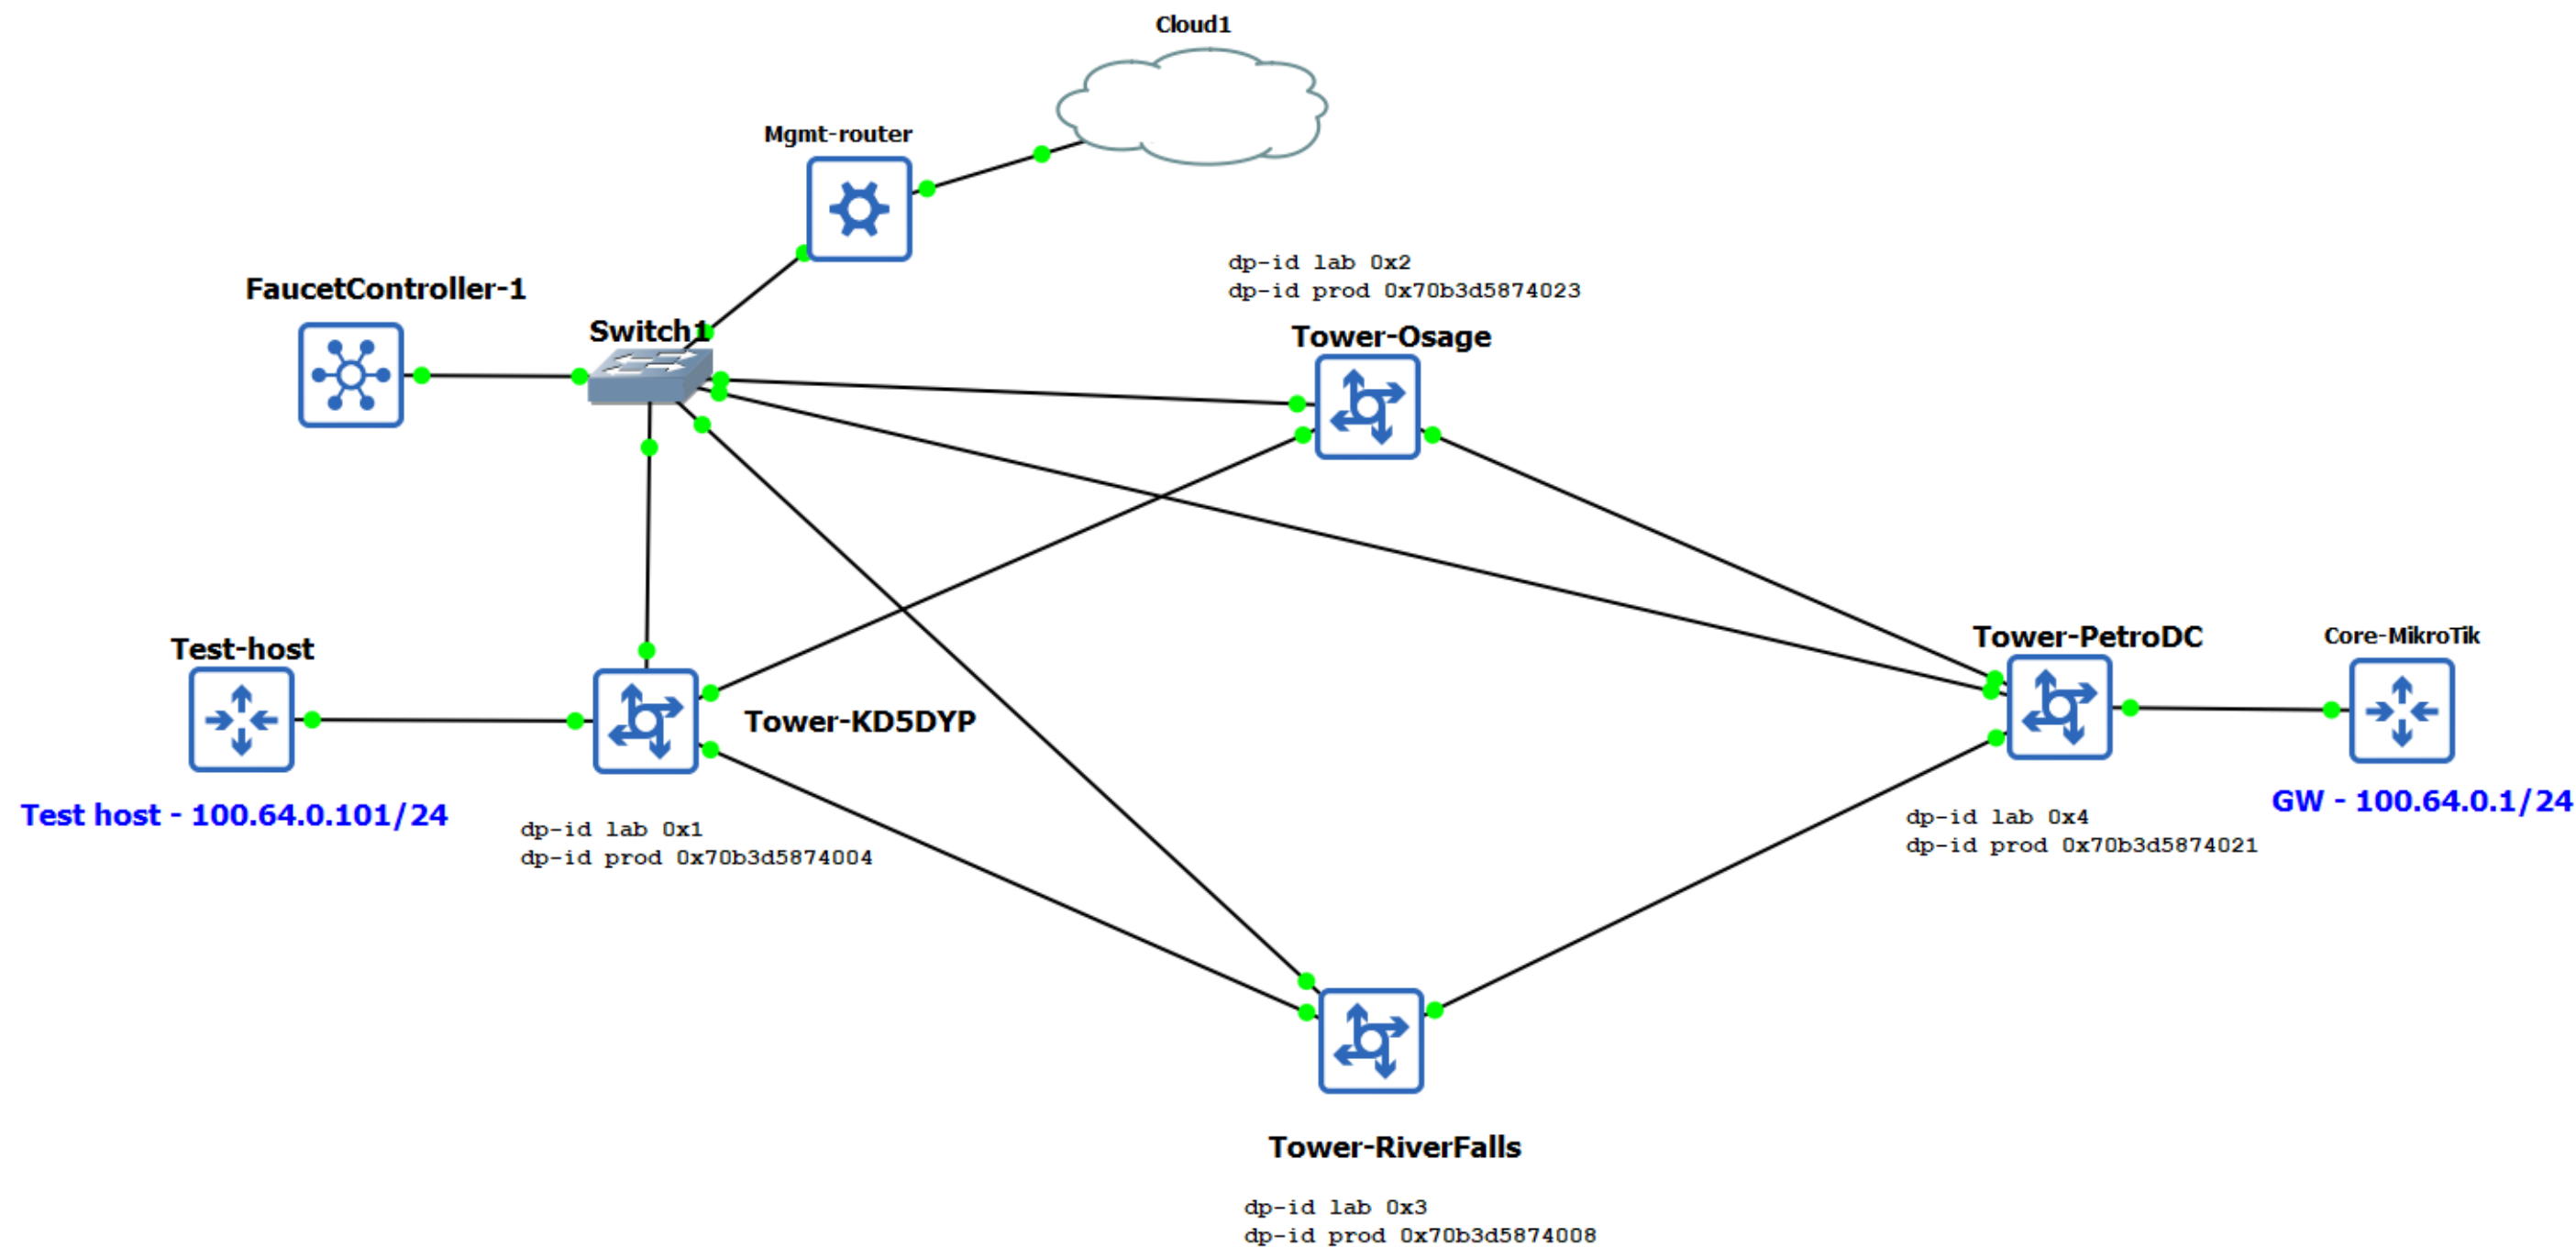 Cloud1
Mgmt-router
dp-id lab 0x2
dp-id prod 0x70b3d5874023
FaucetController-1
Switch1
Tower-Osage
Test-host
Tower-PetroDC
Core-MikroTik
Tower-KD5DYP
Test host - 100.64.0.101/24
GW - 100.64.0.1/24
dp-id lab 0x1
dp-id prod 0x70b3d5874004
dp-id lab 0x4
dp-id prod 0x70b3d5874021
Tower-RiverFalls
dp-id lab 0x3
dp-id prod 0x70b3d5874008